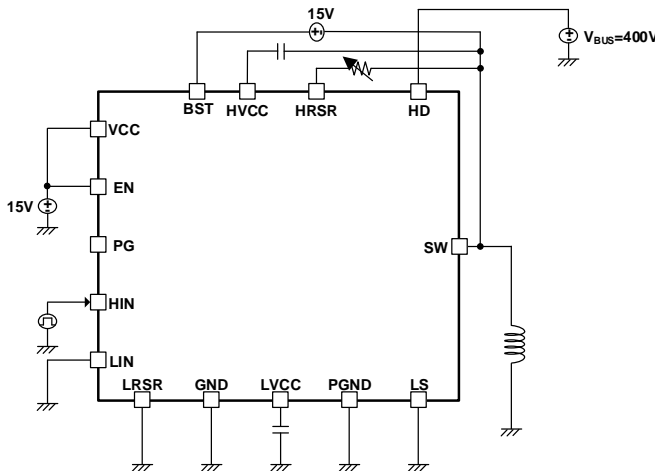 15V
V_BUS=400V
BST
HVCC
HRSR
HD
VCC
EN
15V
PG
SW
HIN
LIN
LRSR
GND
LVCC
PGND
LS